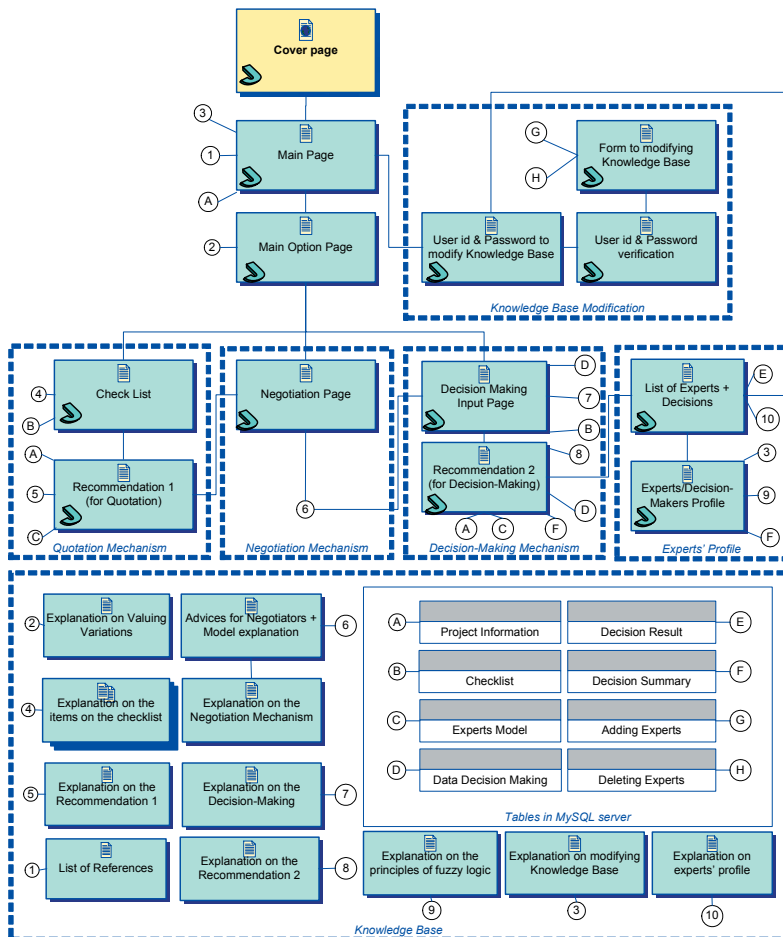 Cover page
3
1
Main Page
A
G
H
Form to modifying
Knowledge Base
2
Main Option Page
User id & Password to
modify Knowledge Base
User id & Password
verification
Knowledge Base Modification
4
Check List
B
A
5
Recommendation 1
(for Quotation)
C
Quotation Mechanism
Negotiation Page
6
Negotiation Mechanism
Decision Making
Input Page
D
7
B
Recommendation 2
(for Decision-Making)
8
D
A
C
F
Decision-Making Mechanism
List of Experts +
Decisions
E
10
Experts/Decision-
Makers Profile
3
9
F
Experts' Profile
2
Explanation on Valuing
Variations
Advices for Negotiators +
Model explanation
6
4
Explanation on the
items on the checklist
Explanation on the
Negotiation Mechanism
5
Explanation on the
Recommendation 1
Explanation on the
Decision-Making
7
1
List of References
Explanation on the
Recommendation 2
8
A
Project Information
Decision Result
E
B
Checklist
Decision Summary
F
C
Experts Model
Adding Experts
G
D
Data Decision Making
Deleting Experts
H
Tables in MySQL server
Explanation on the
principles of fuzzy logic
9
Explanation on modifying
Knowledge Base
3
Explanation on
experts' profile
10
Knowledge Base